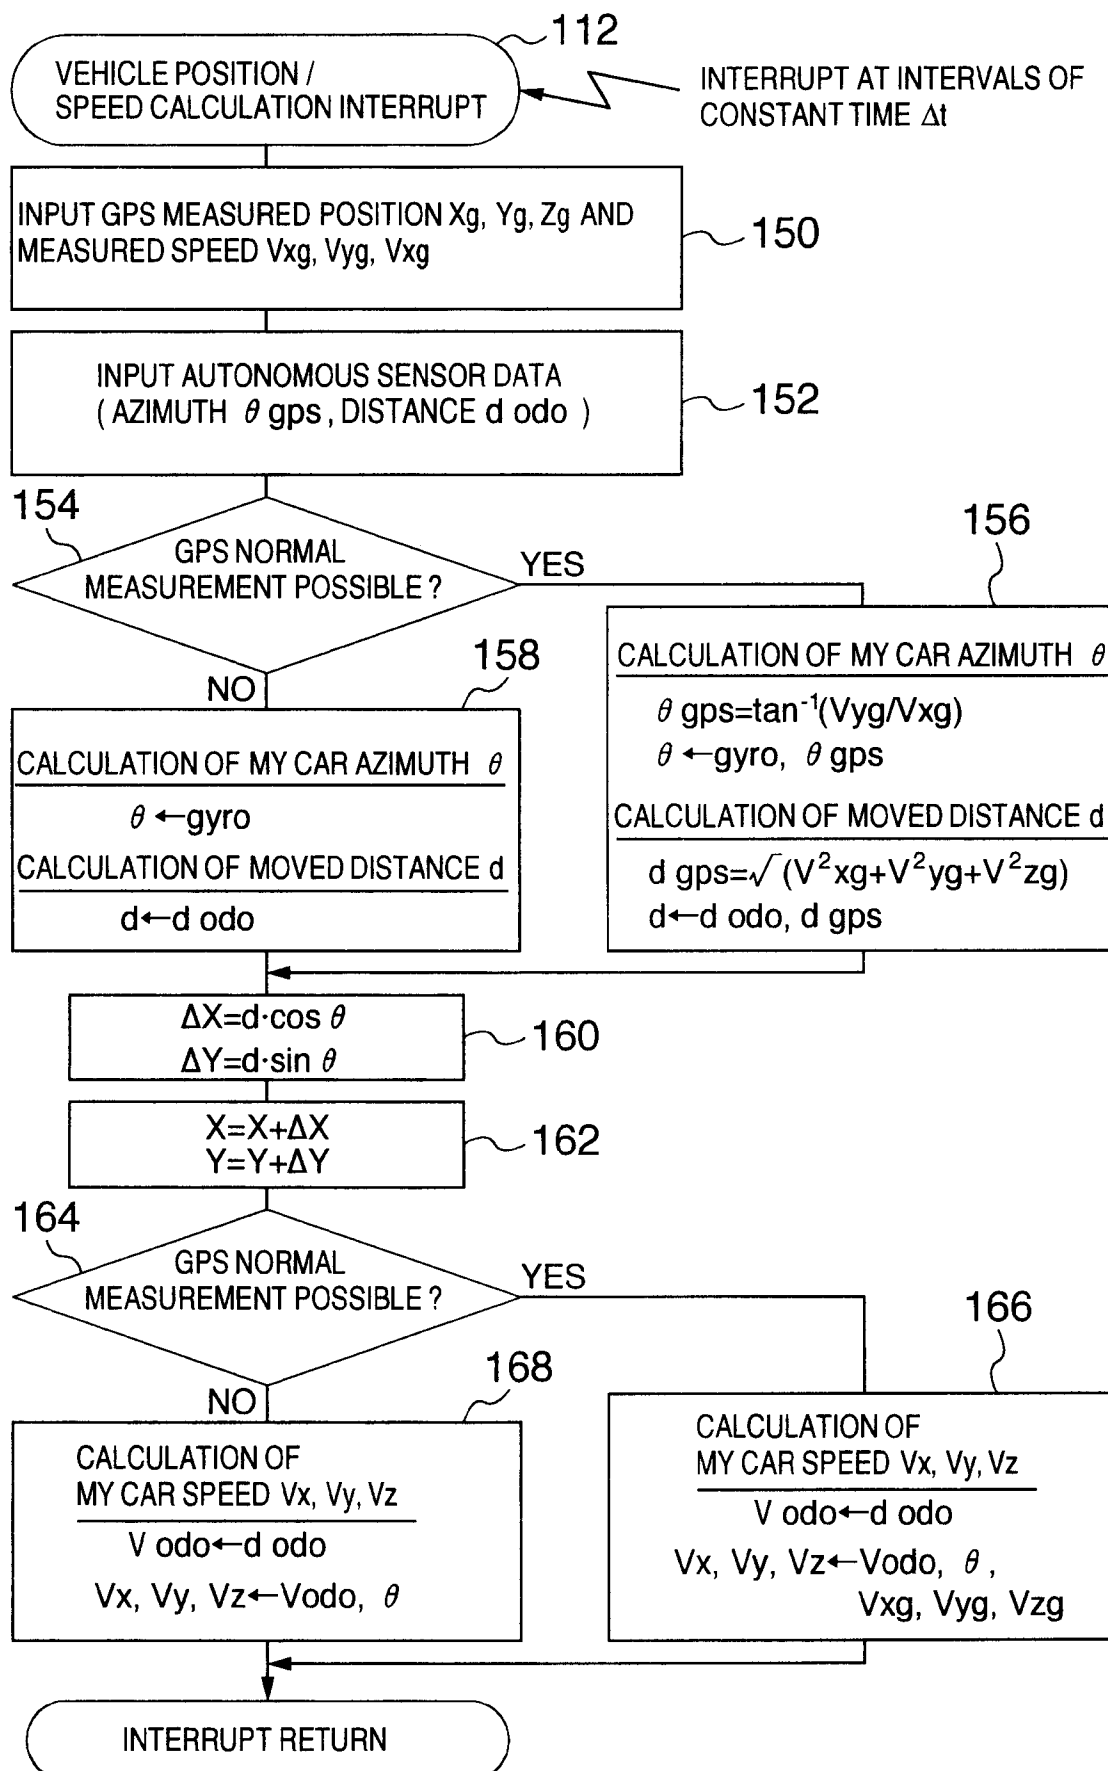 112
VEHICLE POSITION /
SPEED CALCULATION INTERRUPT
INTERRUPT AT INTERVALS OF
CONSTANT TIME Δt
INPUT GPS MEASURED POSITION Xg, Yg, Zg AND
MEASURED SPEED Vxg, Vyg, Vxg
150
INPUT AUTONOMOUS SENSOR DATA
( AZIMUTH θ gps , DISTANCE d odo )
152
154
GPS NORMAL
MEASUREMENT POSSIBLE ?
YES
NO
156
CALCULATION OF MY CAR AZIMUTH θ
θ gps=tan⁻¹(Vyg/Vxg)
θ ←gyro, θ gps
CALCULATION OF MOVED DISTANCE d
d gps=√(V²xg+V²yg+V²zg)
d←d odo, d gps
158
CALCULATION OF MY CAR AZIMUTH θ
θ ←gyro
CALCULATION OF MOVED DISTANCE d
d←d odo
ΔX=d·cos θ
ΔY=d·sin θ
160
X=X+ΔX
Y=Y+ΔY
162
164
GPS NORMAL
MEASUREMENT POSSIBLE ?
YES
NO
166
CALCULATION OF
MY CAR SPEED Vx, Vy, Vz
V odo←d odo
Vx, Vy, Vz←Vodo, θ ,
Vxg, Vyg, Vzg
168
CALCULATION OF
MY CAR SPEED Vx, Vy, Vz
V odo←d odo
Vx, Vy, Vz←Vodo, θ
INTERRUPT RETURN